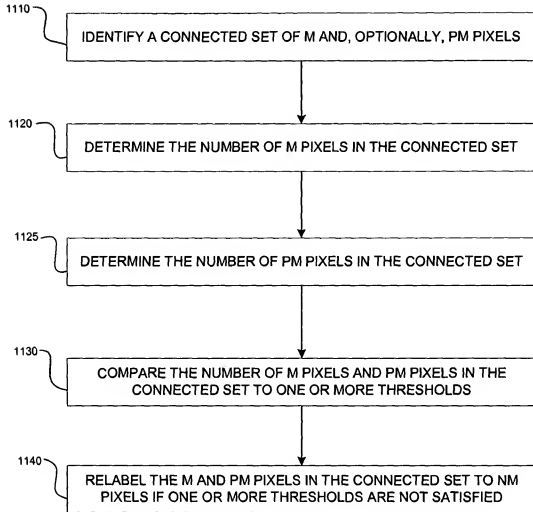 1110
IDENTIFY A CONNECTED SET OF M AND, OPTIONALLY, PM PIXELS
1120
DETERMINE THE NUMBER OF M PIXELS IN THE CONNECTED SET
1125
DETERMINE THE NUMBER OF PM PIXELS IN THE CONNECTED SET
1130
COMPARE THE NUMBER OF M PIXELS AND PM PIXELS IN THE
CONNECTED SET TO ONE OR MORE THRESHOLDS
1140
RELABEL THE M AND PM PIXELS IN THE CONNECTED SET TO NM
PIXELS IF ONE OR MORE THRESHOLDS ARE NOT SATISFIED